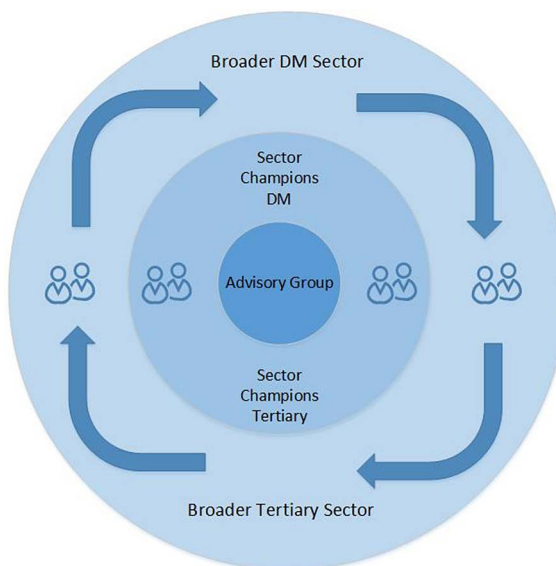 Broader DM Sector
Sector
Champions
DM
Advisory Group
Sector
Champions
Tertiary
Broader Tertiary Sector